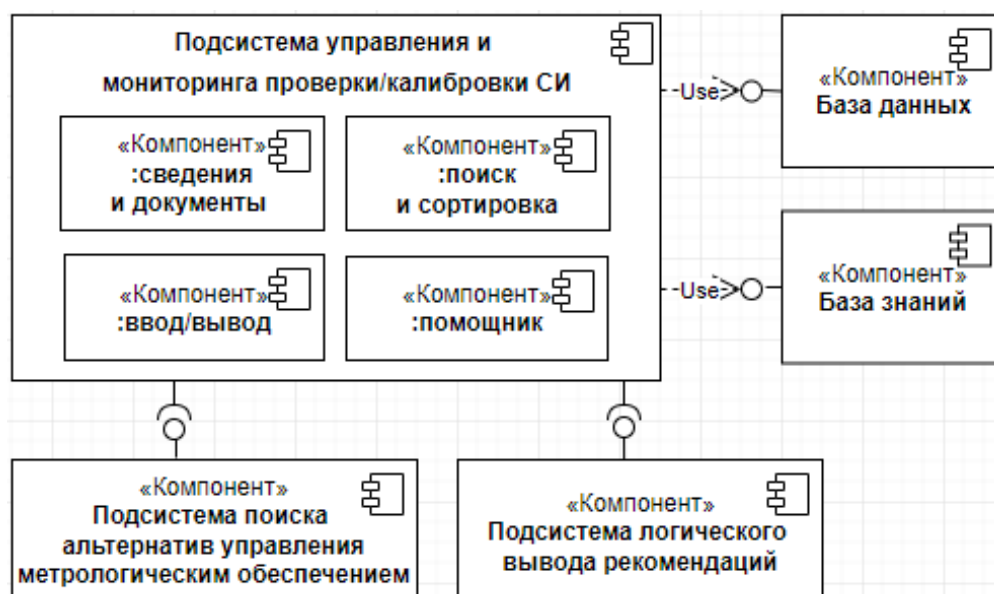 Подсистема управления и
мониторинга проверки/калибровки СИ
«Компонент»
:сведения
и документы
«Компонент»
:поиск
и сортировка
«Компонент»
:ввод/вывод
«Компонент»
:помощник
Use
«Компонент»
База данных
Use
«Компонент»
База знаний
«Компонент»
Подсистема поиска
альтернатив управления
метрологическим обеспечением
«Компонент»
Подсистема логического
вывода рекомендаций